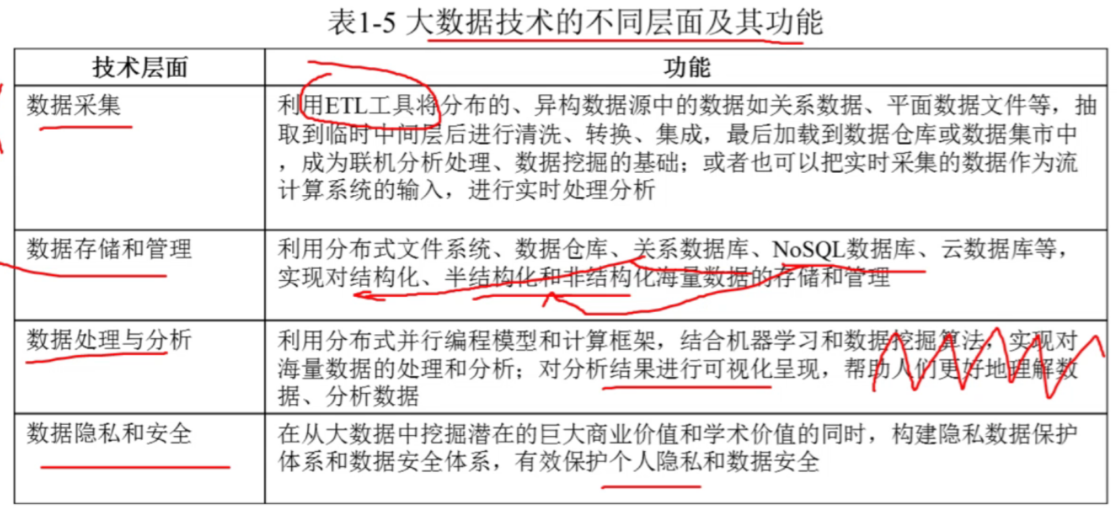 表1-5 大数据技术的不同层面及其功能
技术层面
功能
数据采集
利用ETL工具将分布的、异构数据源中的数据如关系数据、平面数据文件等，抽
取到临时中间层后进行清洗、转换、集成，最后加载到数据仓库或数据集市中
，成为联机分析处理、数据挖掘的基础；或者也可以把实时采集的数据作为流
计算系统的输入，进行实时处理分析
数据存储和管理
利用分布式文件系统、数据仓库、关系数据库、NoSQL数据库、云数据库等，
实现对结构化、半结构化和非结构化海量数据的存储和管理
数据处理与分析
利用分布式并行编程模型和计算框架，结合机器学习和数据挖掘算法，实现对
海量数据的处理和分析；对分析结果进行可视化呈现，帮助人们更好地理解数
据、分析数据
数据隐私和安全
在从大数据中挖掘潜在的巨大商业价值和学术价值的同时，构建隐私数据保护
体系和数据安全体系，有效保护个人隐私和数据安全